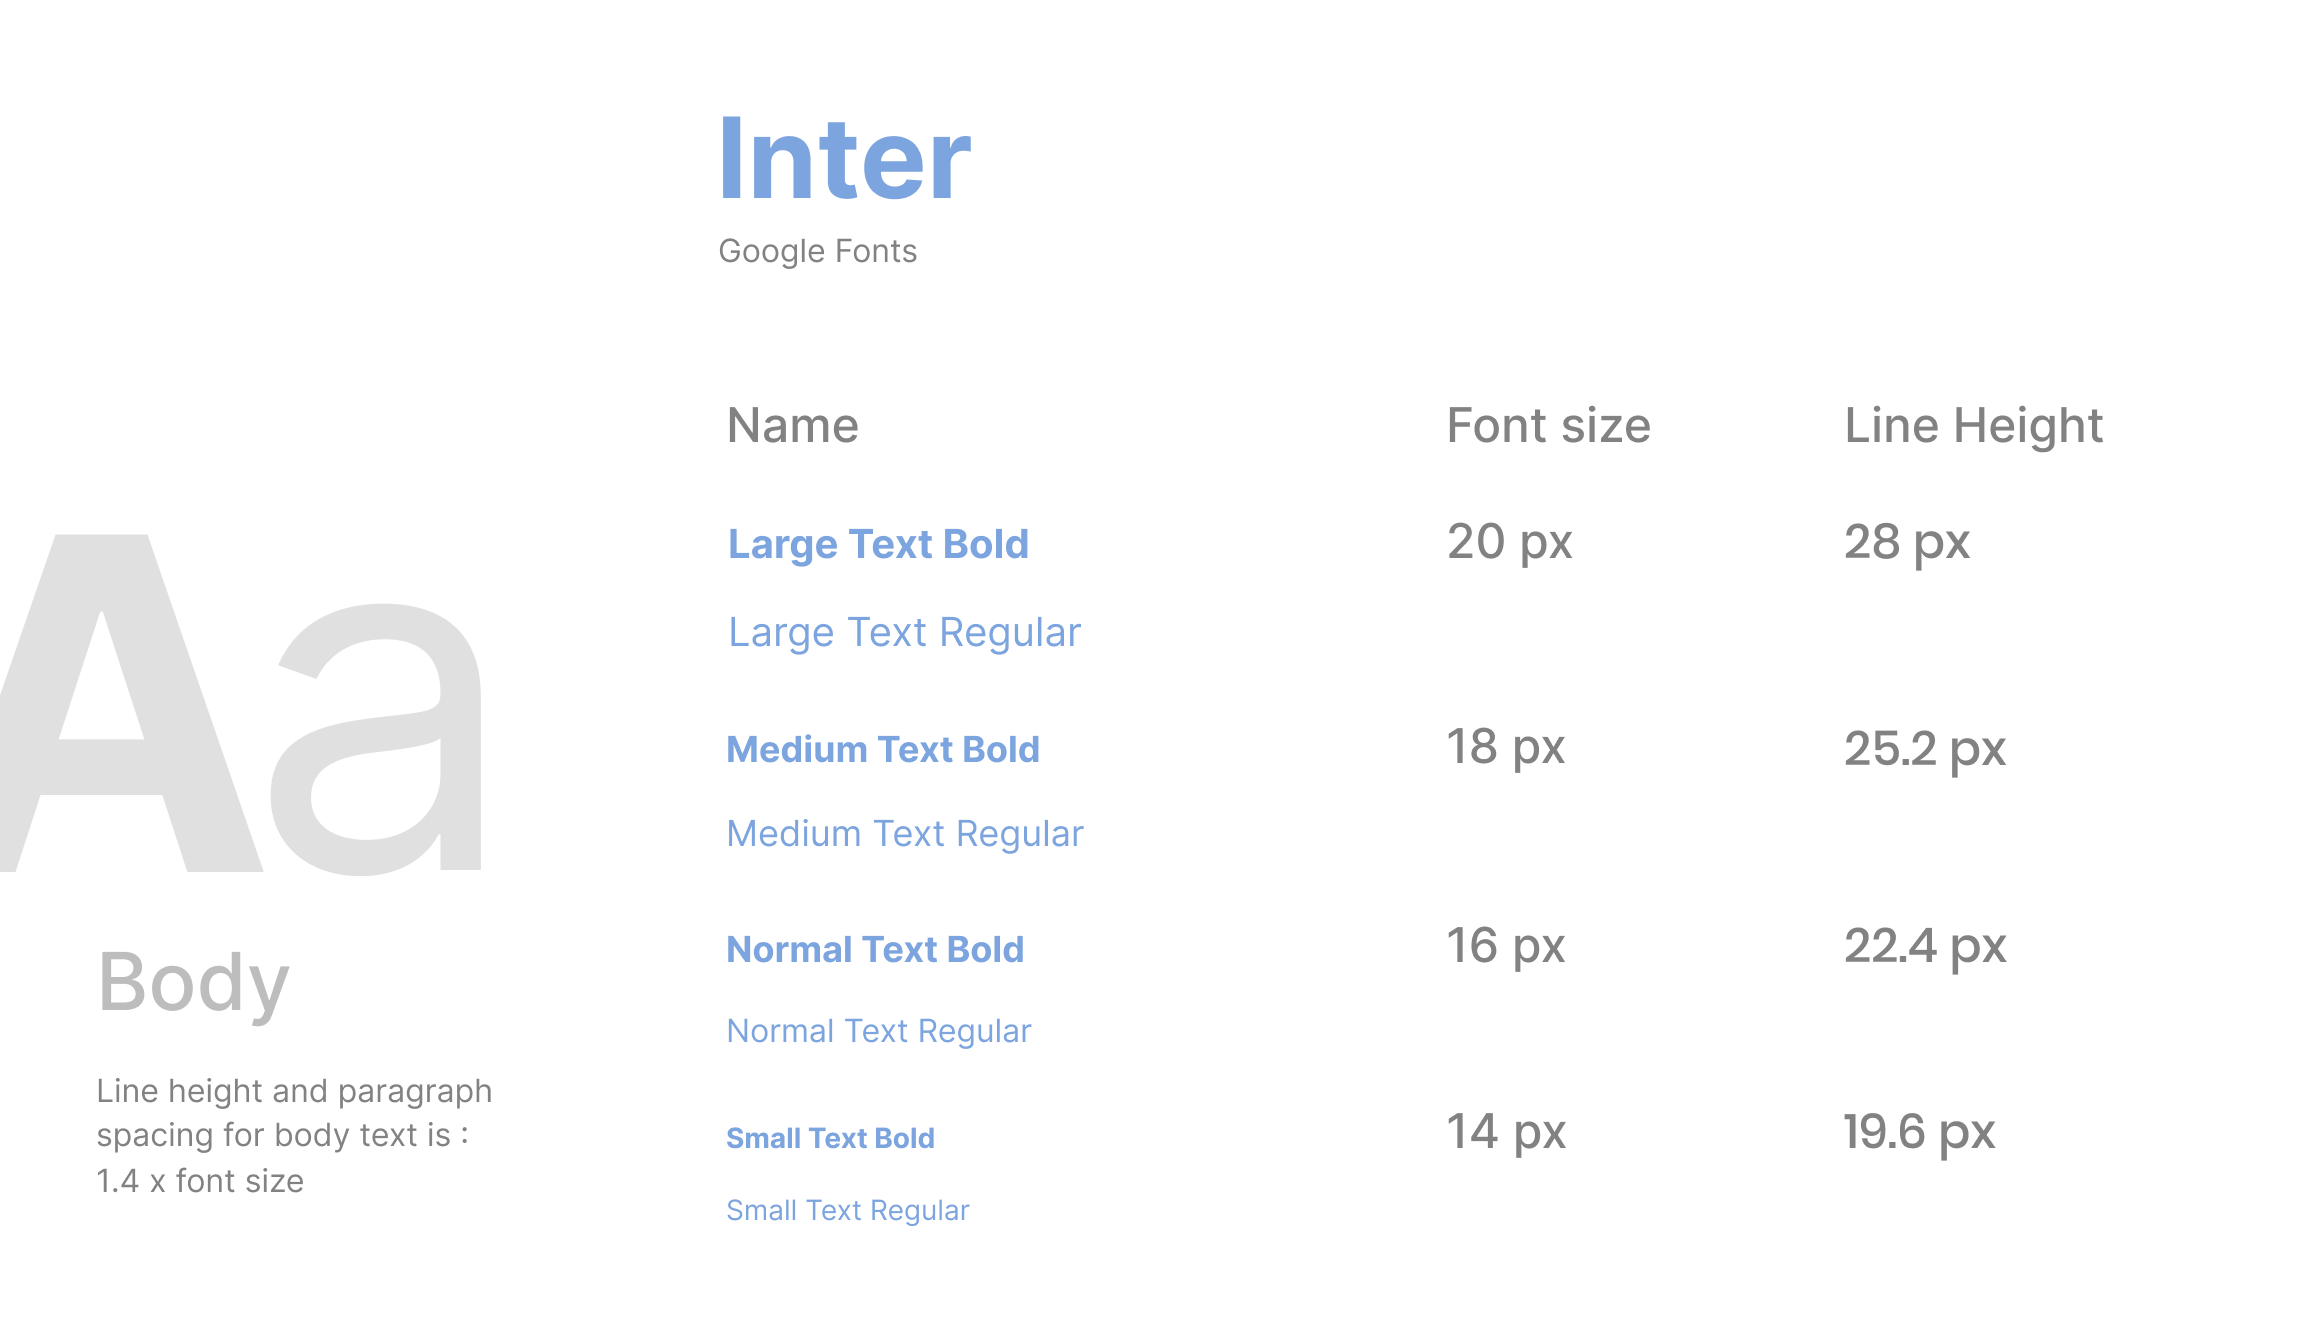 Inter
Google Fonts
Name Font size Line Height
Large Text Bold 20 px 28 px
Large Text Regular
Medium Text Bold 18 px 25.2 px
Medium Text Regular
Normal Text Bold 16 px 22.4 px
Normal Text Regular
Small Text Bold 14 px 19.6 px
Small Text Regular
Aa
Body
Line height and paragraph
spacing for body text is :
1.4 x font size